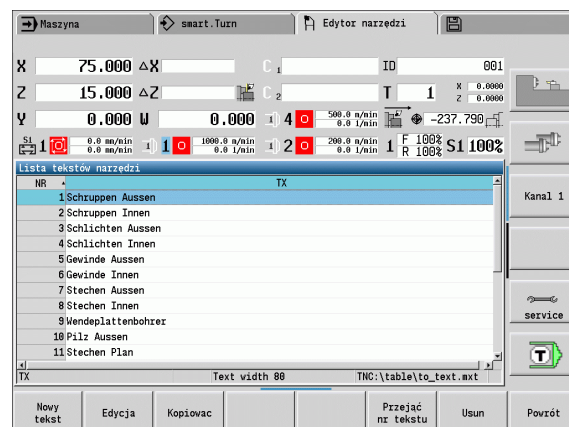 Maszyna smart.Turn Edytor narzędzi
X 75.000 ΔX C 1 ID 001
Z 15.000 ΔZ C 2 T 1 X 0.0000 Z 0.0000
Y 0.000 W 0.000 4 500.0 m/min 0.0 1/min -237.790
S1 1 0.0 mm/min 0.0 mm/min 1 1000.0 m/min 0.0 1/min 2 200.0 m/min 0.0 1/min 1 F 100% R 100% S1 100%
Lista tekstów narzędzi
NR TX
1 Schruppen Aussen
2 Schruppen Innen
3 Schlichten Aussen
4 Schlichten Innen
5 Gewinde Aussen
6 Gewinde Innen
7 Stechen Aussen
8 Stechen Innen
9 Wendeplattenbohrer
10 Pilz Aussen
11 Stechen Plan
TX Text width 80 TNC:\table\to_text.mxt
Kanal 1
service
T
Nowy tekst Edycja Kopiowac Przejąć nr tekstu Usun Powrót